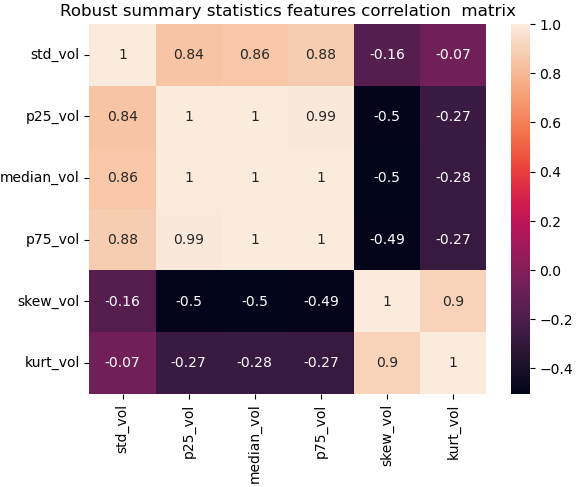 Robust summary statistics features correlation  matrix
std_vol 1 0.84 0.86 0.88 -0.16 -0.07
p25_vol 0.84 1 1 0.99 -0.5 -0.27
median_vol 0.86 1 1 1 -0.5 -0.28
p75_vol 0.88 0.99 1 1 -0.49 -0.27
skew_vol -0.16 -0.5 -0.5 -0.49 1 0.9
kurt_vol -0.07 -0.27 -0.28 -0.27 0.9 1
std_vol p25_vol median_vol p75_vol skew_vol kurt_vol
1.0
0.8
0.6
0.4
0.2
0.0
−0.2
−0.4